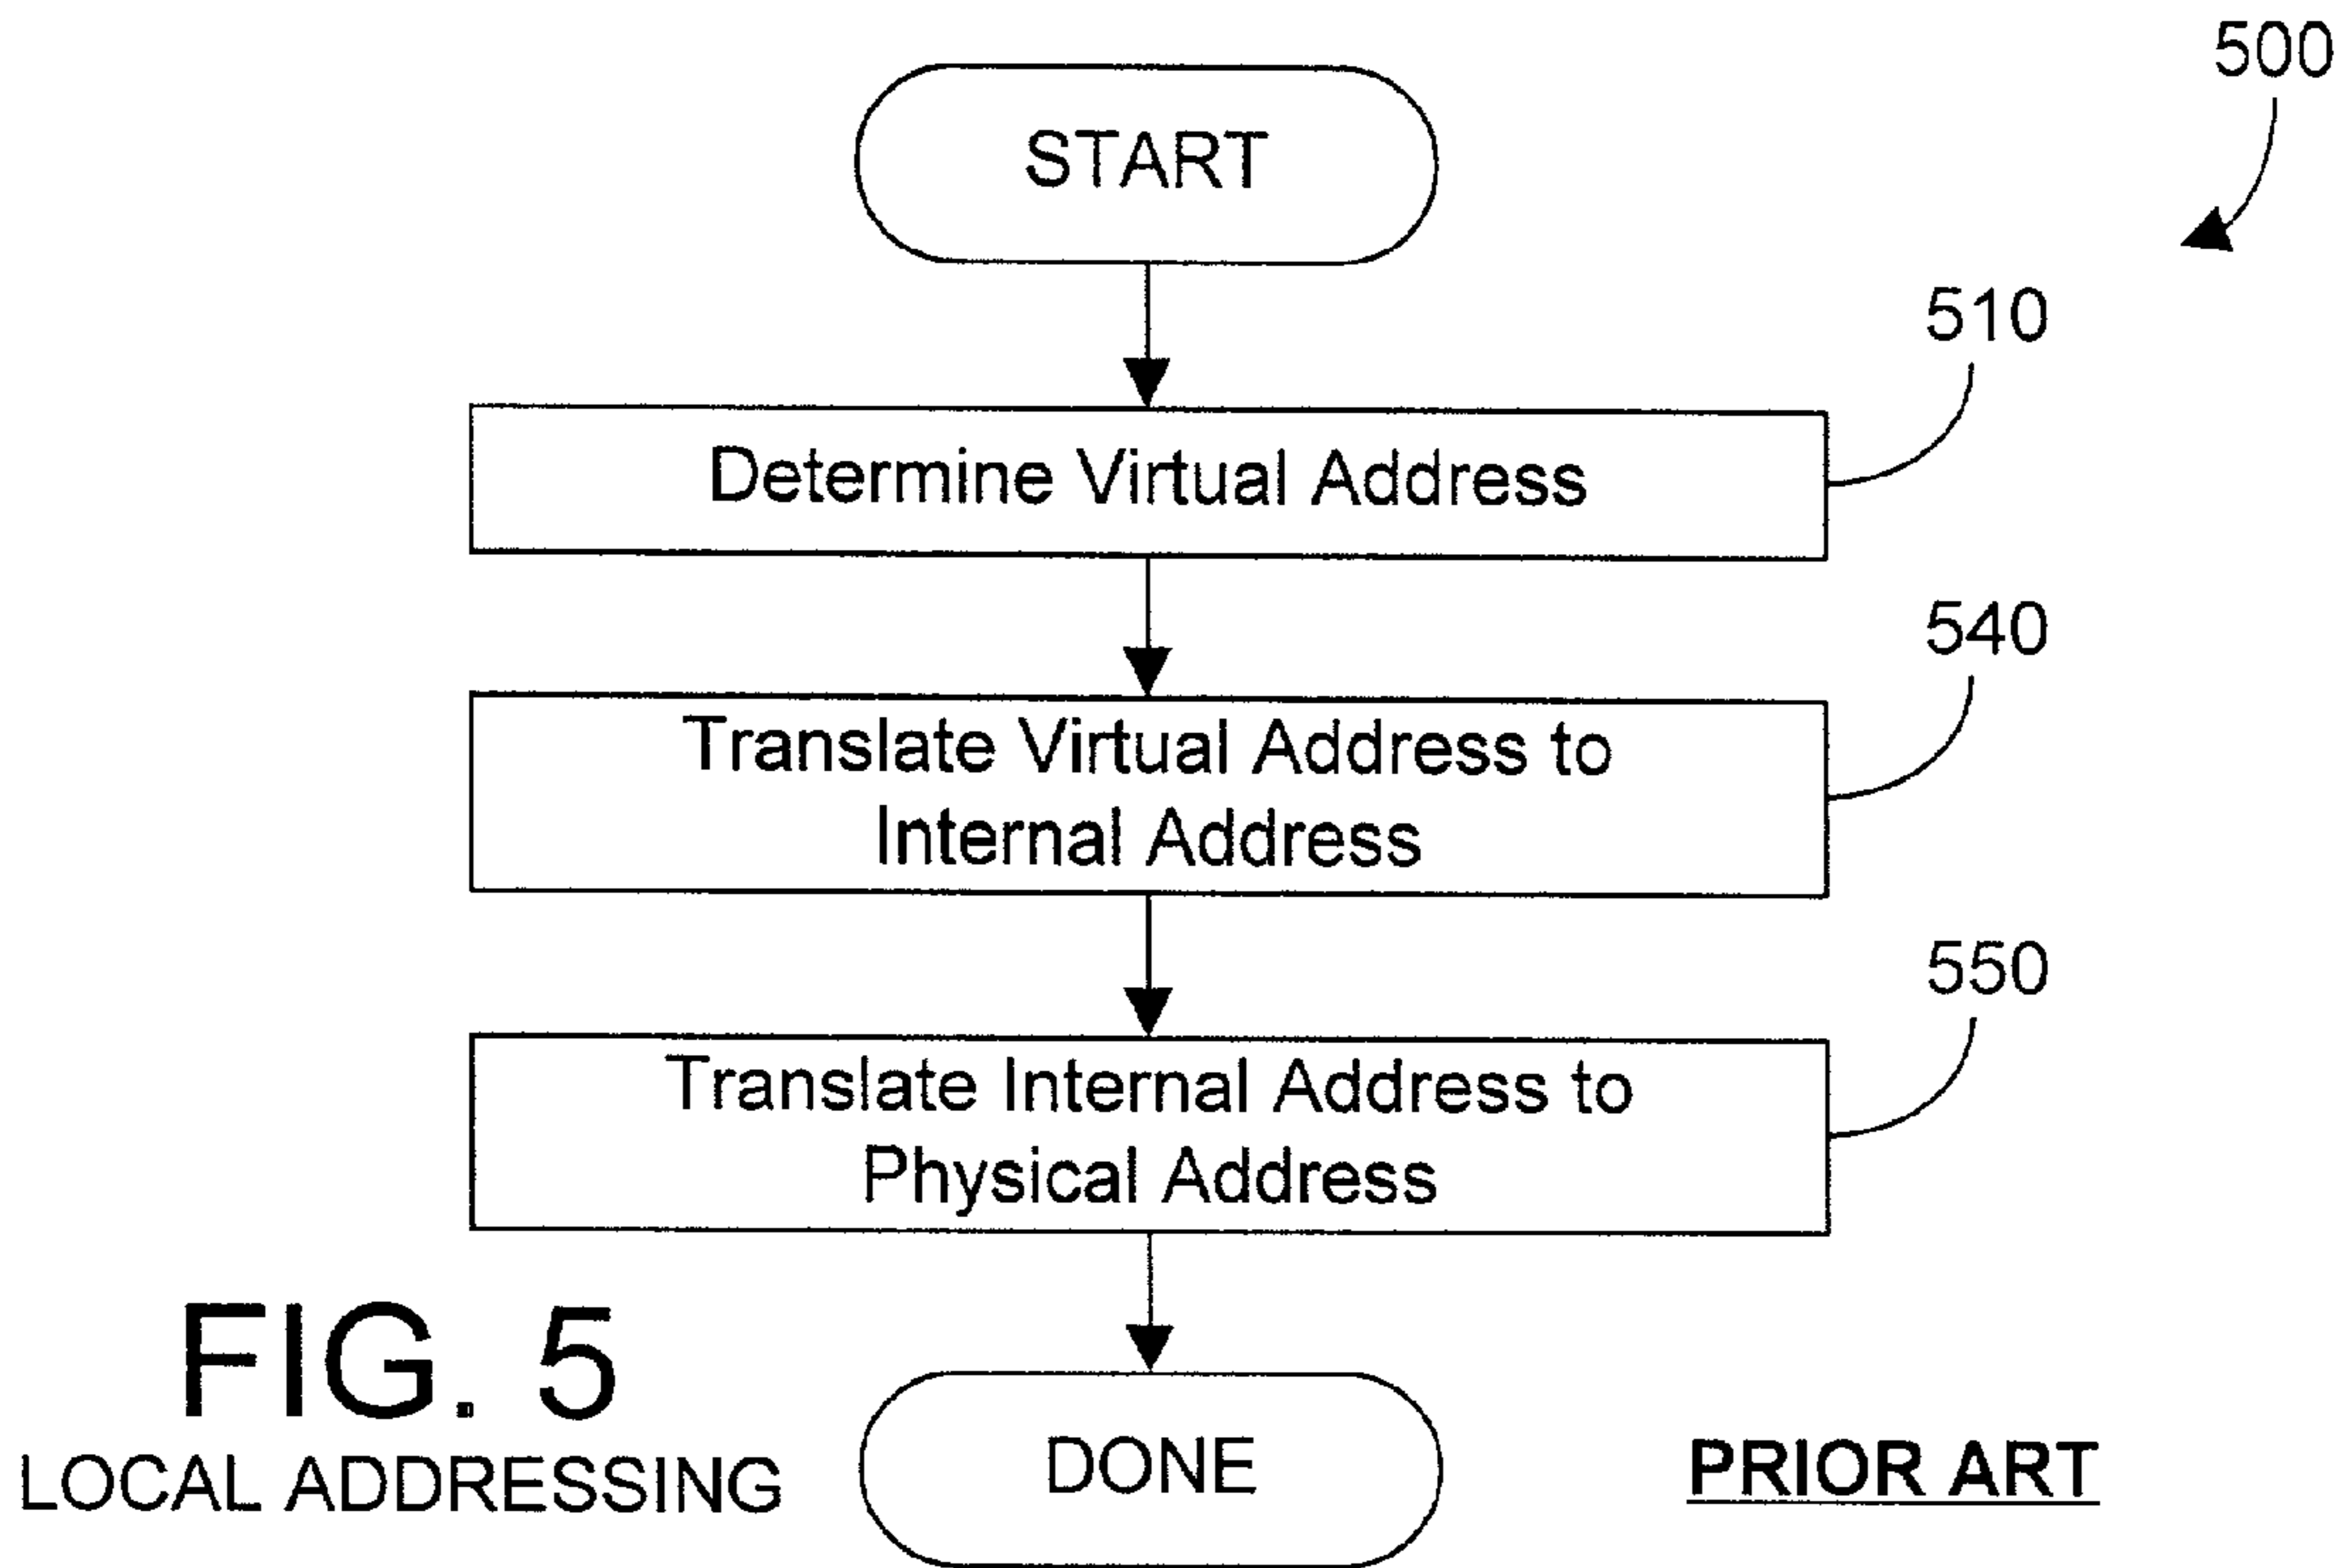 500
START
510
Determine Virtual Address
540
Translate Virtual Address to
Internal Address
550
Translate Internal Address to
Physical Address
FIG. 5
LOCAL ADDRESSING
DONE
PRIOR ART